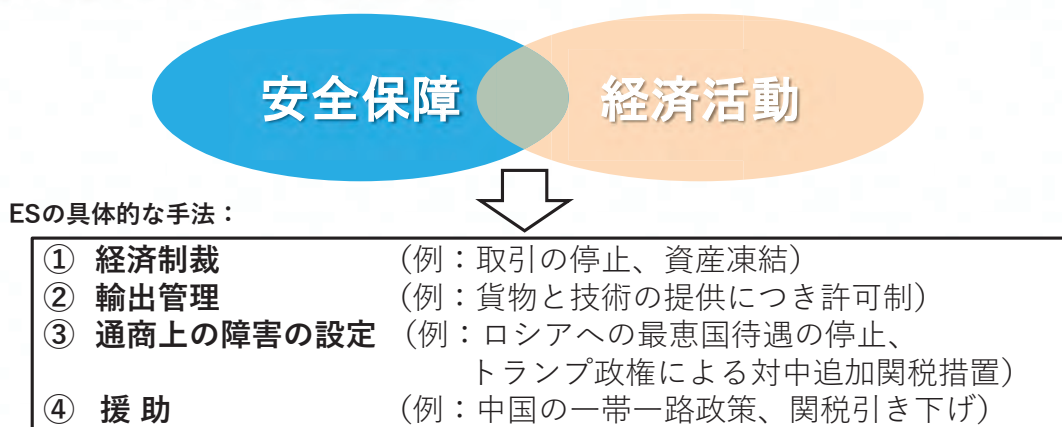 安全保障 経済活動
ESの具体的な手法：
① 経済制裁 （例：取引の停止、資産凍結）
② 輸出管理 （例：貨物と技術の提供につき許可制）
③ 通商上の障害の設定 （例：ロシアへの最恵国待遇の停止、
トランプ政権による対中追加関税措置）
④ 援 助 （例：中国の一帯一路政策、関税引き下げ）